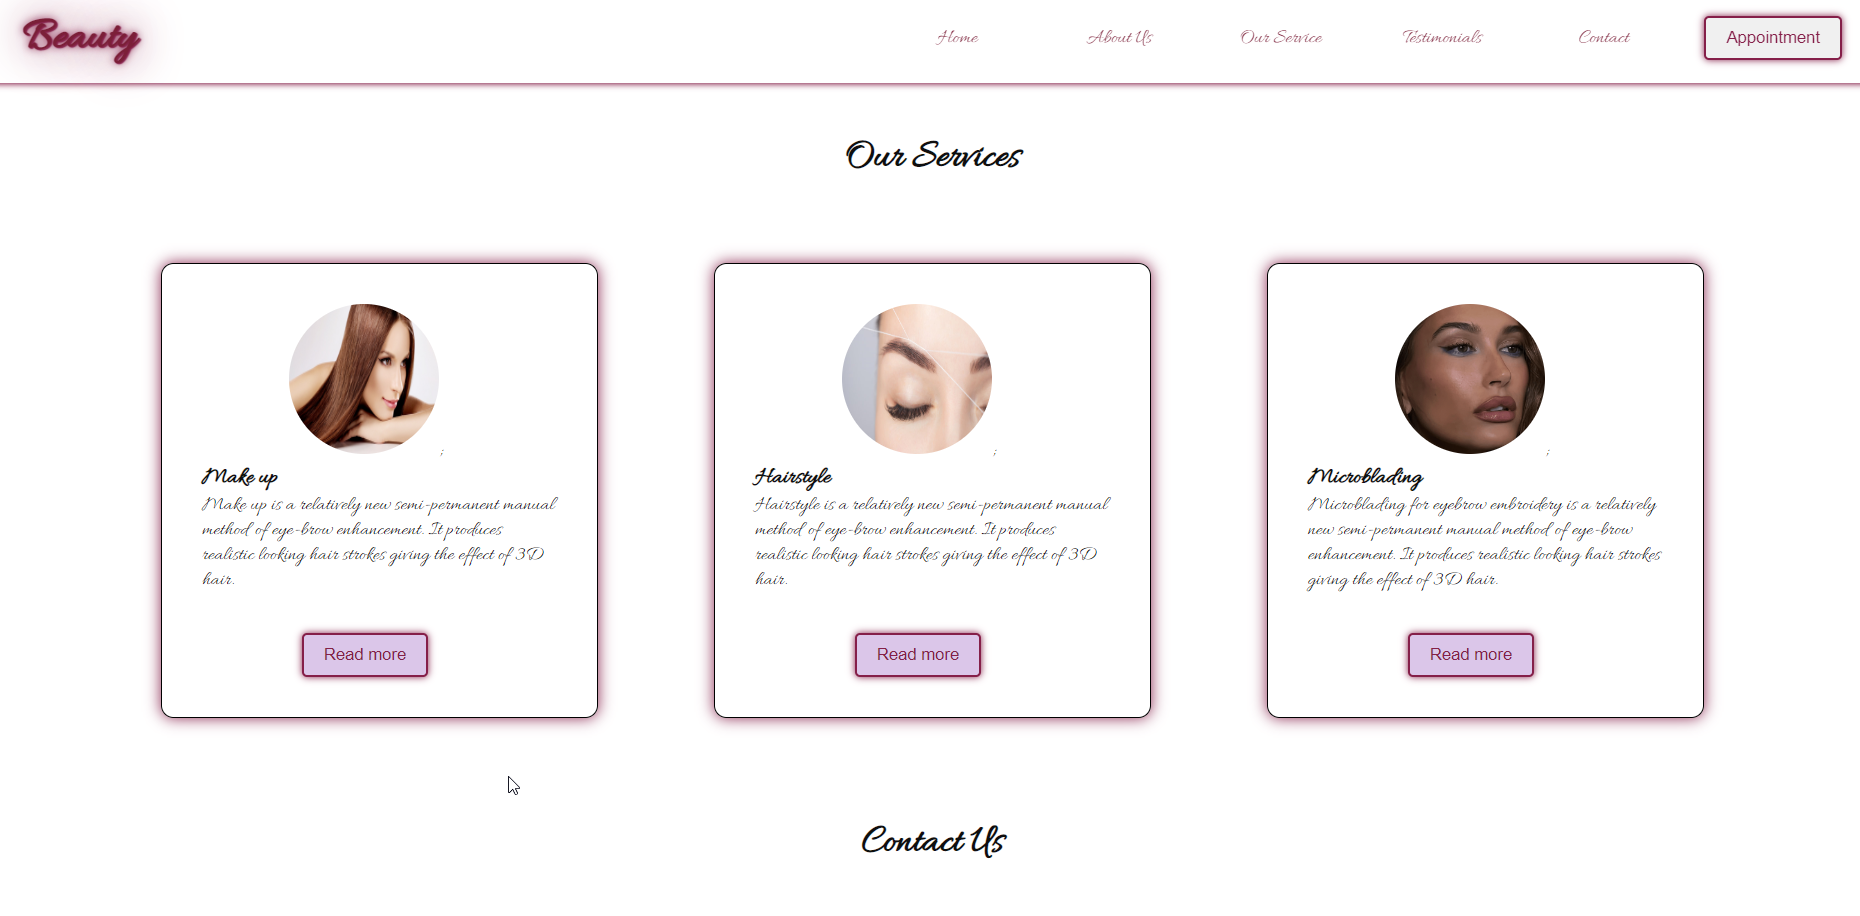 Beauty
Home About Us Our Service Testimonials Contact Appointment
Our Services
;
Make up
Make up is a relatively new semi-permanent manual
method of eye-brow enhancement. It produces
realistic looking hair strokes giving the effect of 3D
hair.
Read more
;
Hairstyle
Hairstyle is a relatively new semi-permanent manual
method of eye-brow enhancement. It produces
realistic looking hair strokes giving the effect of 3D
hair.
Read more
;
Microblading
Microblading for eyebrow embroidery is a relatively
new semi-permanent manual method of eye-brow
enhancement. It produces realistic looking hair strokes
giving the effect of 3D hair.
Read more
Contact Us